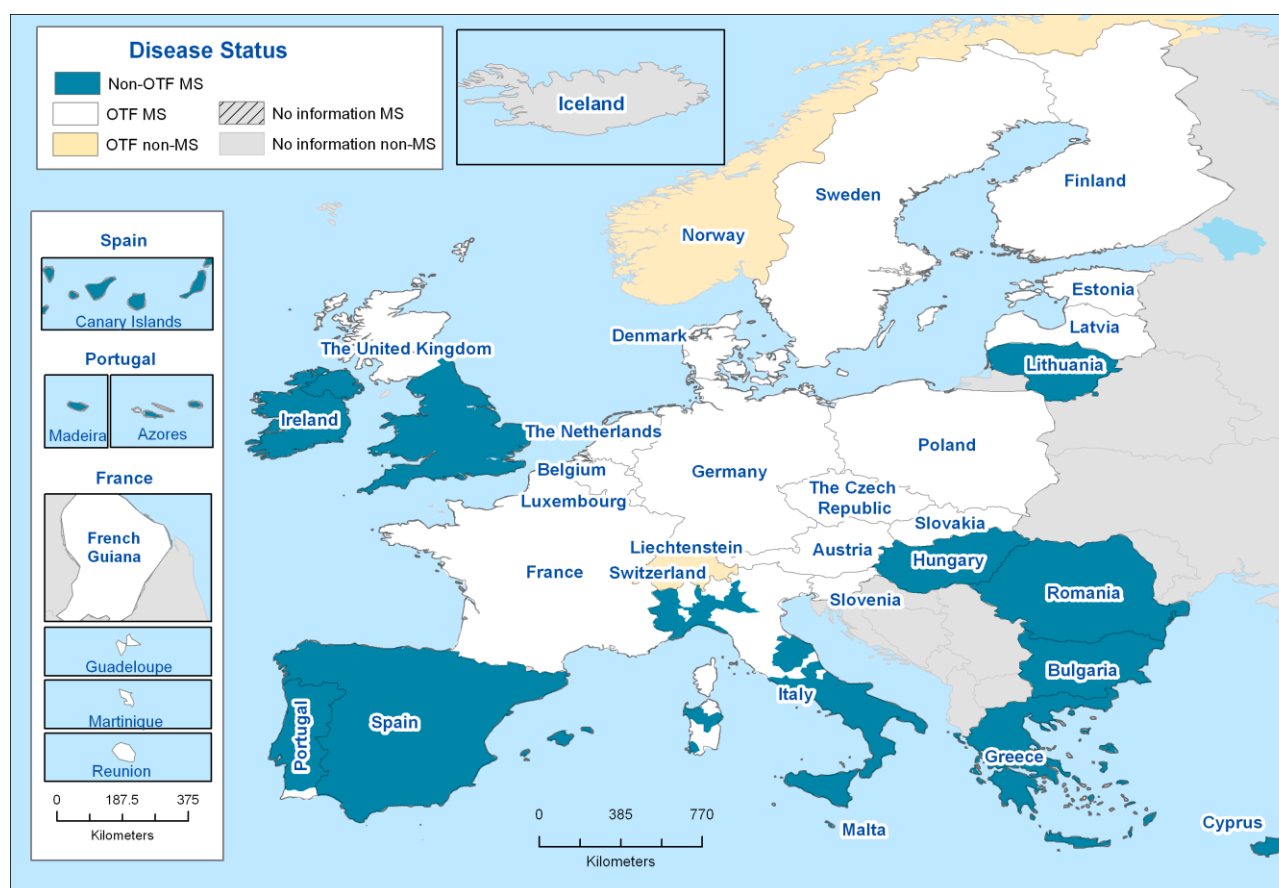 Disease Status
Non-OTF MS
OTF MS
No information MS
OTF non-MS
No information non-MS
Iceland
Spain
Canary Islands
Portugal
Madeira
Azores
France
French
Guiana
Guadeloupe
Martinique
Reunion
0 187.5 375
Kilometers
Finland
Sweden
Norway
Estonia
Latvia
Lithuania
Denmark
The United Kingdom
Ireland
The Netherlands
Poland
Belgium
Germany
The Czech
Republic
Luxembourg
Slovakia
Liechtenstein
Austria
Hungary
France
Switzerland
Slovenia
Romania
Bulgaria
Italy
Portugal
Spain
Greece
Malta
Cyprus
0 385 770
Kilometers